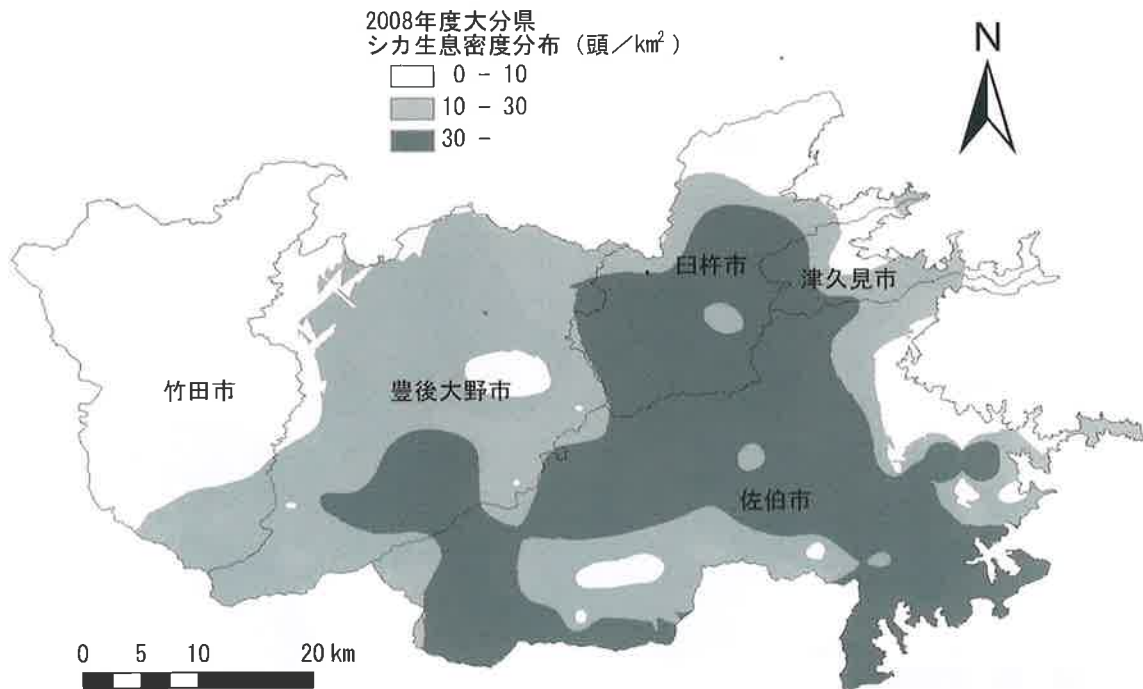 2008年度大分県
シカ生息密度分布（頭／km²）
0 - 10
10 - 30
30 -
N
臼杵市
津久見市
竹田市
豊後大野市
佐伯市
0 5 10 20 km